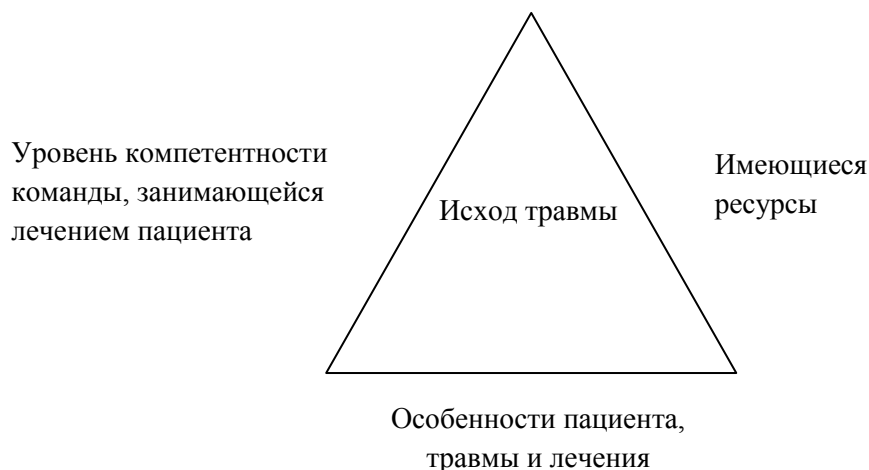 Уровень компетентности
команды, занимающейся
лечением пациента
Исход травмы
Имеющиеся
ресурсы
Особенности пациента,
травмы и лечения